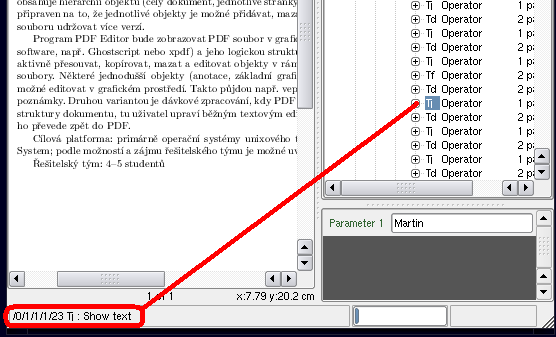 obsahuje hierarchii objektů (celý dokument, jednotlivé stránky
připraven na to, že jednotlivé objekty je možné přidávat, maza
souboru udržovat více verzí.
Program PDF Editor bude zobrazovat PDF soubor v grafi
software, např. Ghostscript nebo xpdf) a jeho logickou struktu
aktivně přesouvat, kopírovat, mazat a editovat objekty v rám
soubory. Některé jednodušší objekty (anotace, základní grafi
možné editovat v grafickém prostředí. Takto půjdou např. vep
poznámky. Druhou variantou je dávkové zpracování, kdy PDF
struktury dokumentu, tu uživatel upraví běžným textovým edi
ho převede zpět do PDF.
Cílová platforma: primárně operační systémy unixového t
System; podle možností a zájmu řešitelského týmu je možné uv
Řešitelský tým: 4–5 studentů
1 of 1
x:7.79 y:20.2 cm
Tj Operator 1 pa
Td Operator 2 pa
Tj Operator 1 pa
Td Operator 2 pa
Tj Operator 1 pa
Tf Operator 2 pa
Td Operator 2 pa
Tj Operator 1 pa
Td Operator 2 pa
Tj Operator 1 pa
Td Operator 2 pa
Tj Operator 1 pa
Td Operator 2 p
Parameter 1 Martin
/0/1/1/1/23 Tj : Show text